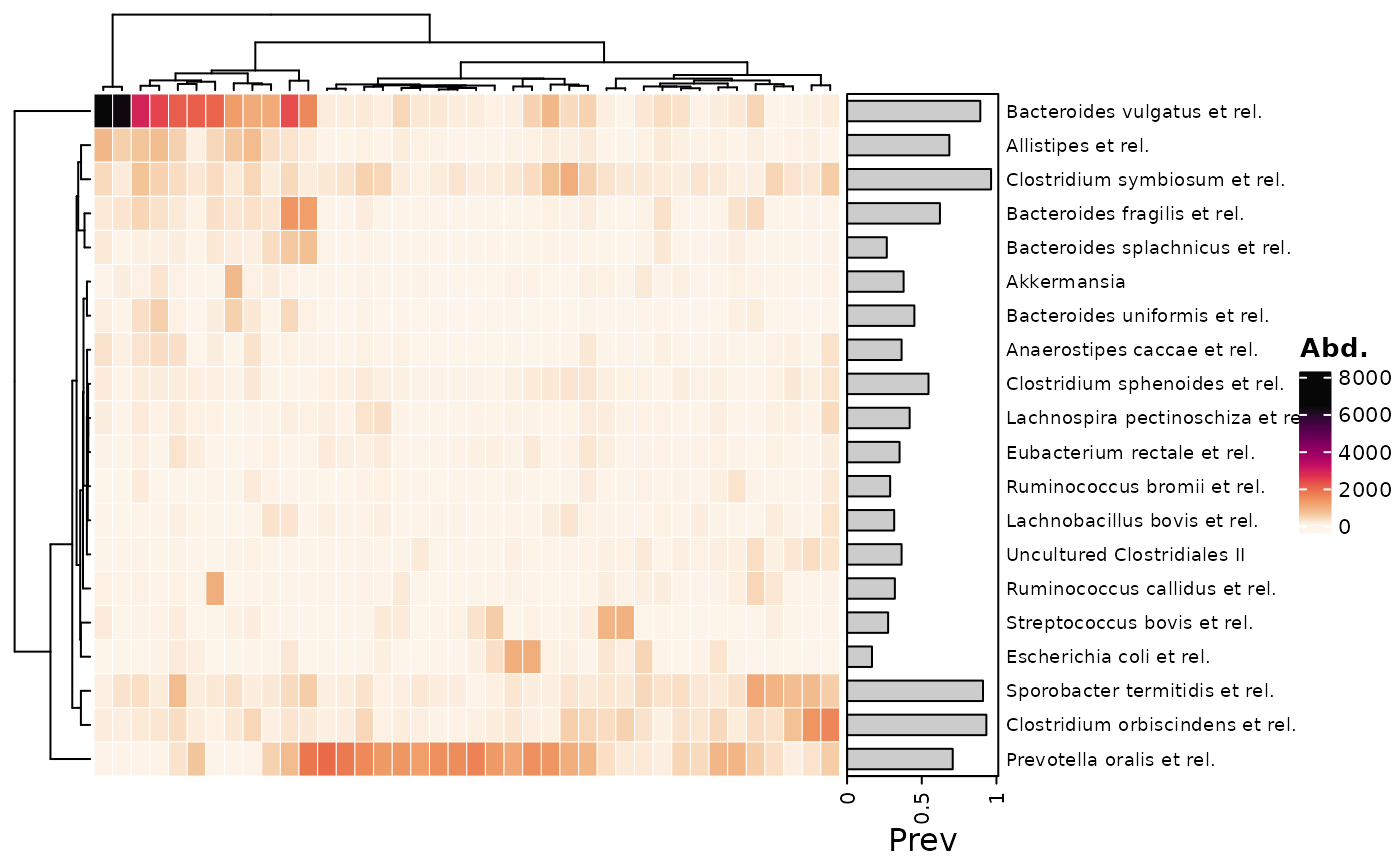 Bacteroides vulgatus et rel.
Allistipes et rel.
Clostridium symbiosum et rel.
Bacteroides fragilis et rel.
Bacteroides splachnicus et rel.
Akkermansia
Bacteroides uniformis et rel.
Anaerostipes caccae et rel.
Clostridium sphenoides et rel.
Lachnospira pectinoschiza et re
Eubacterium rectale et rel.
Ruminococcus bromii et rel.
Lachnobacillus bovis et rel.
Uncultured Clostridiales II
Ruminococcus callidus et rel.
Streptococcus bovis et rel.
Escherichia coli et rel.
Sporobacter termitidis et rel.
Clostridium orbiscindens et rel.
Prevotella oralis et rel.
0
0.5
1
Prev
Abd.
8000
6000
4000
2000
0